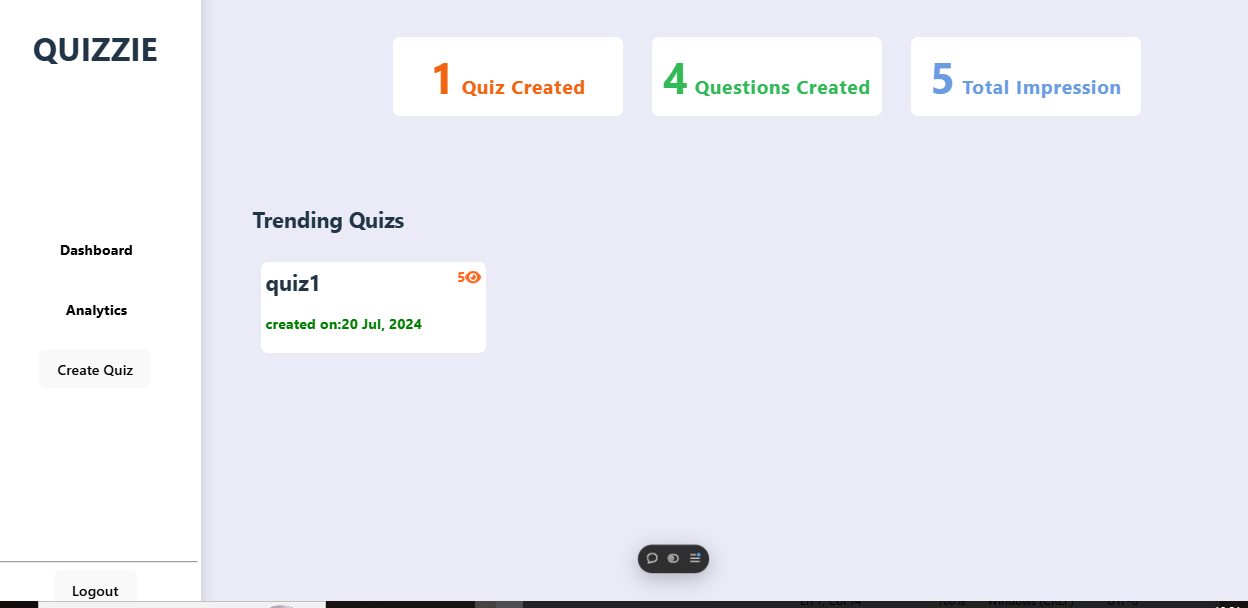 QUIZZIE
1 Quiz Created
4 Questions Created
5 Total Impression
Trending Quizs
quiz1
5
created on:20 Jul, 2024
Dashboard
Analytics
Create Quiz
Logout